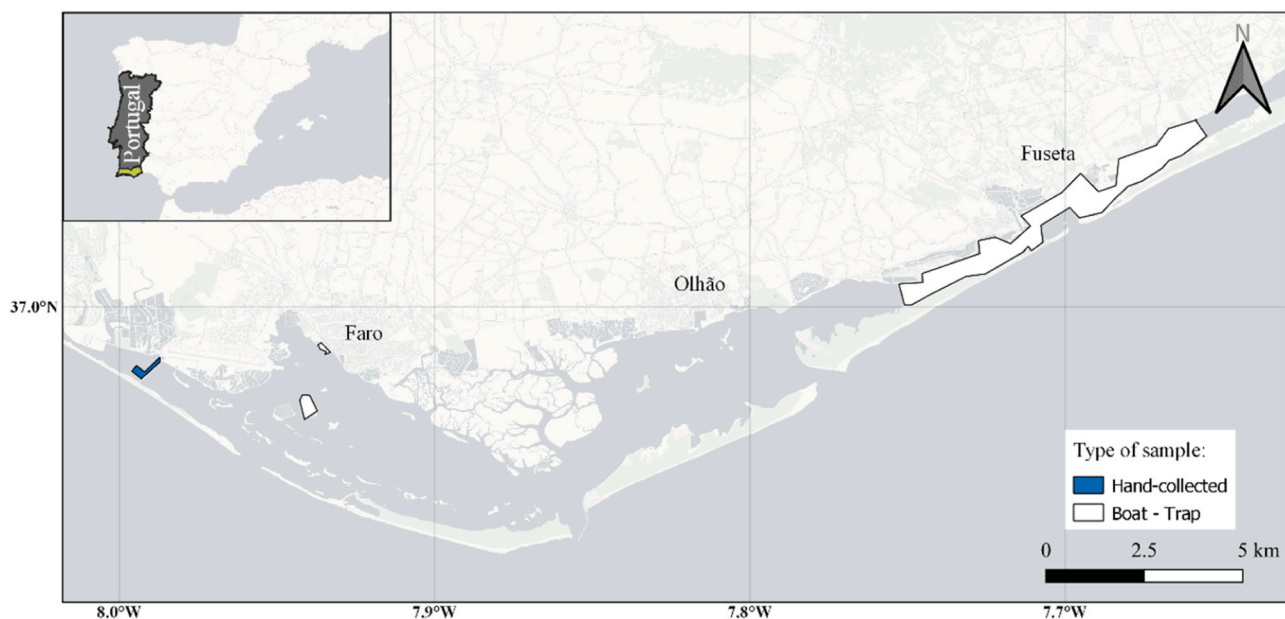 Portugal
N
Fuseta
Olhão
37.0°N
Faro
Type of sample:
Hand-collected
Boat - Trap
0 2.5 5 km
8.0°W 7.9°W 7.8°W 7.7°W